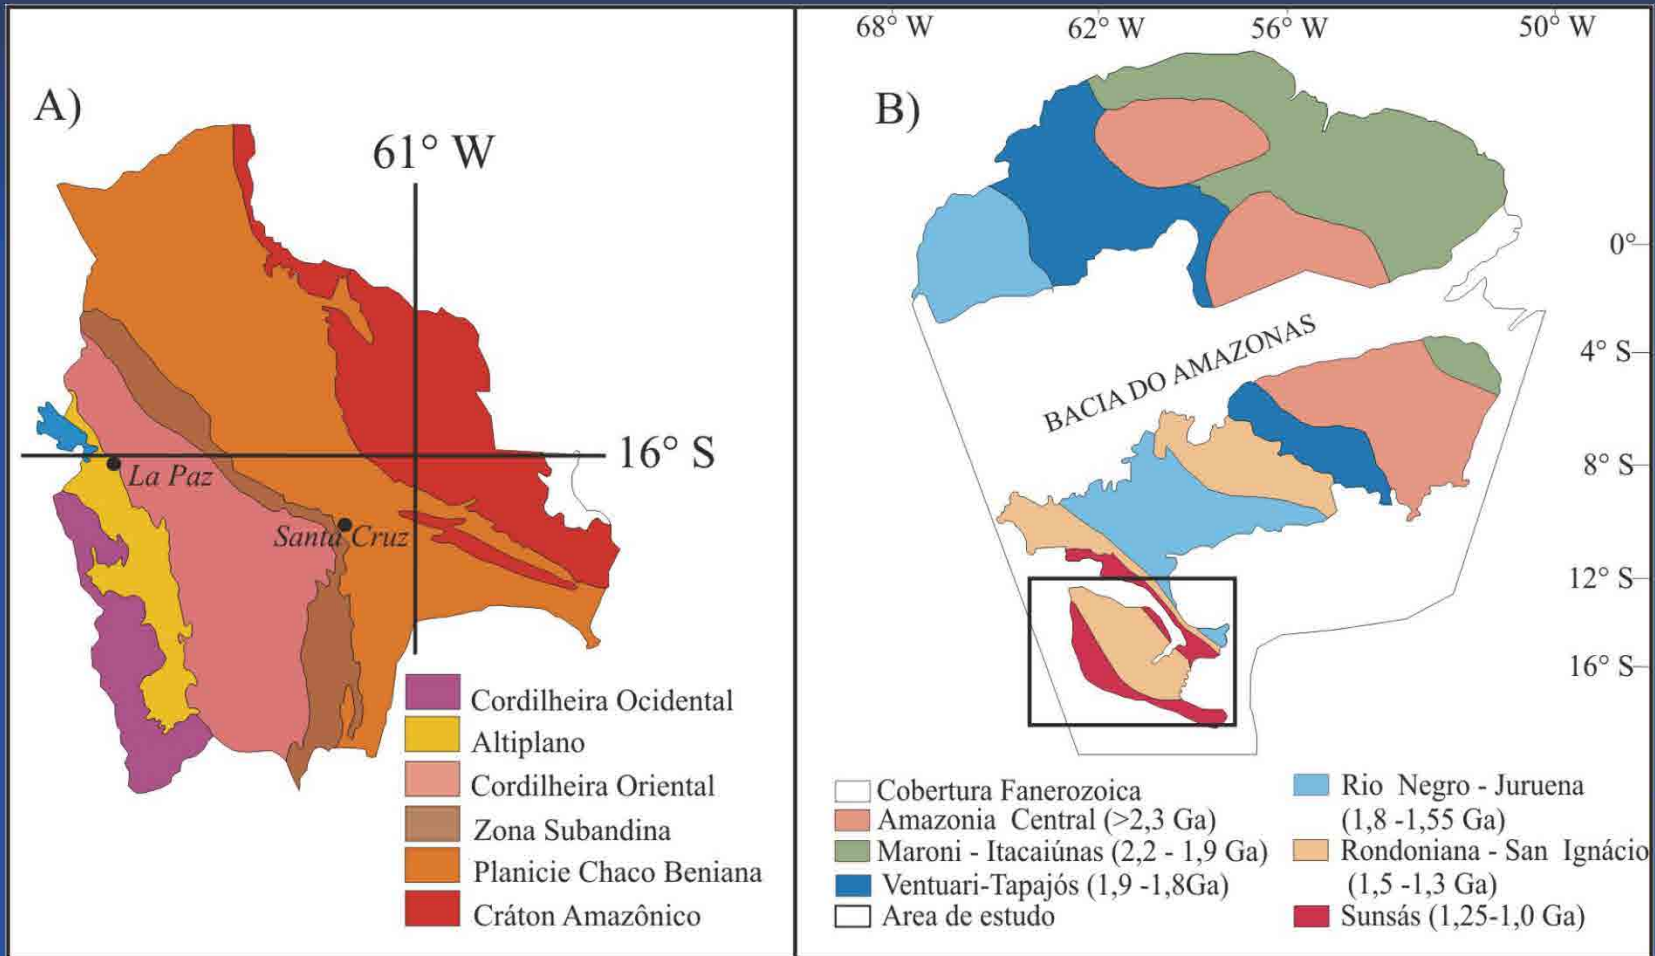 A)
61° W
16° S
La Paz
Santa Cruz
Cordilheira Ocidental
Altiplano
Cordilheira Oriental
Zona Subandina
Planicie Chaco Beniana
Cráton Amazônico
68° W
62° W
56° W
50° W
B)
0°
4° S
BACIA DO AMAZONAS
8° S
12° S
16° S
Cobertura Fanerozoica
Amazonia Central (>2,3 Ga)
Maroni - Itacaiúnas (2,2 - 1,9 Ga)
Ventuari-Tapajós (1,9 -1,8Ga)
Area de estudo
Rio Negro - Juruena
(1,8 -1,55 Ga)
Rondoniana - San Ignácio
(1,5 -1,3 Ga)
Sunsás (1,25-1,0 Ga)